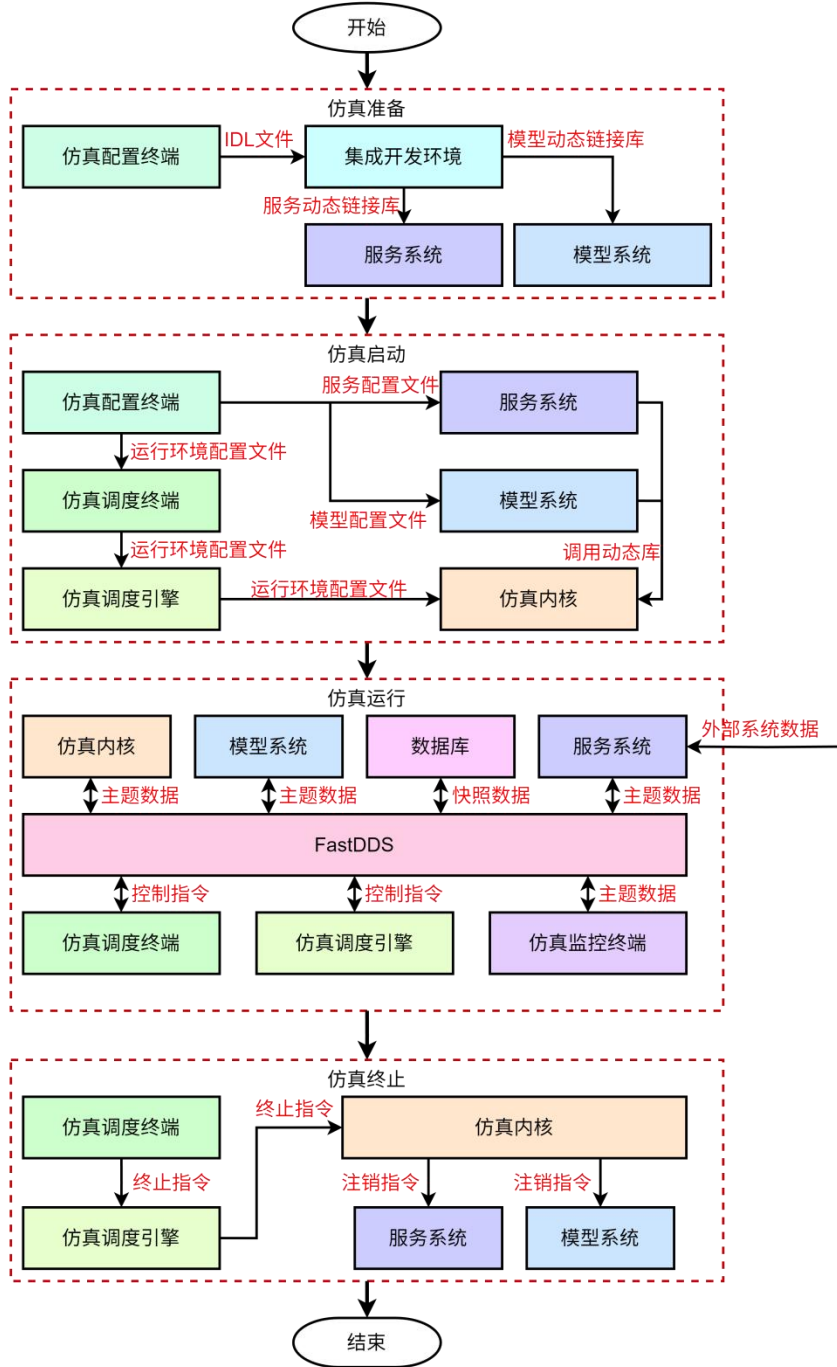 开始
仿真准备
仿真配置终端
IDL文件
集成开发环境
模型动态链接库
服务动态链接库
服务系统
模型系统
仿真启动
仿真配置终端
服务配置文件
服务系统
运行环境配置文件
仿真调度终端
模型配置文件
模型系统
运行环境配置文件
调用动态库
仿真调度引擎
运行环境配置文件
仿真内核
仿真运行
仿真内核
模型系统
数据库
服务系统
外部系统数据
主题数据
主题数据
快照数据
主题数据
FastDDS
控制指令
控制指令
主题数据
仿真调度终端
仿真调度引擎
仿真监控终端
仿真终止
仿真调度终端
终止指令
仿真内核
终止指令
注销指令
注销指令
仿真调度引擎
服务系统
模型系统
结束